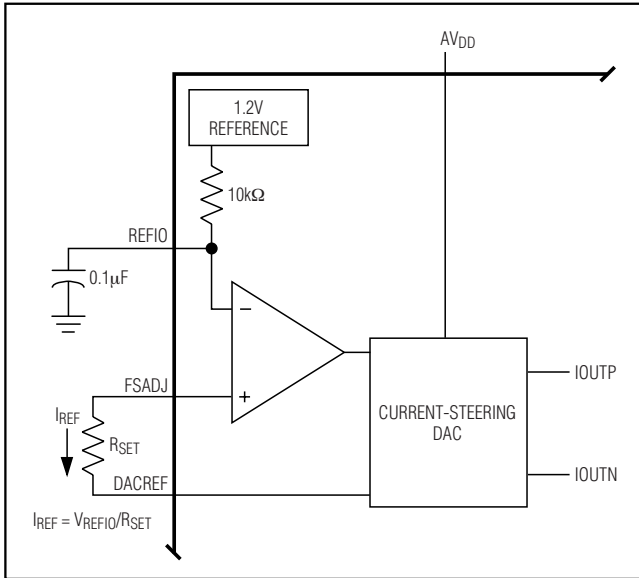 AVDD
1.2V
REFERENCE
10kΩ
REFIO
0.1μF
−
FSADJ
+
IREF
RSET
CURRENT-STEERING
DAC
IOUTP
IOUTN
DACREF
IREF = VREFIO/RSET